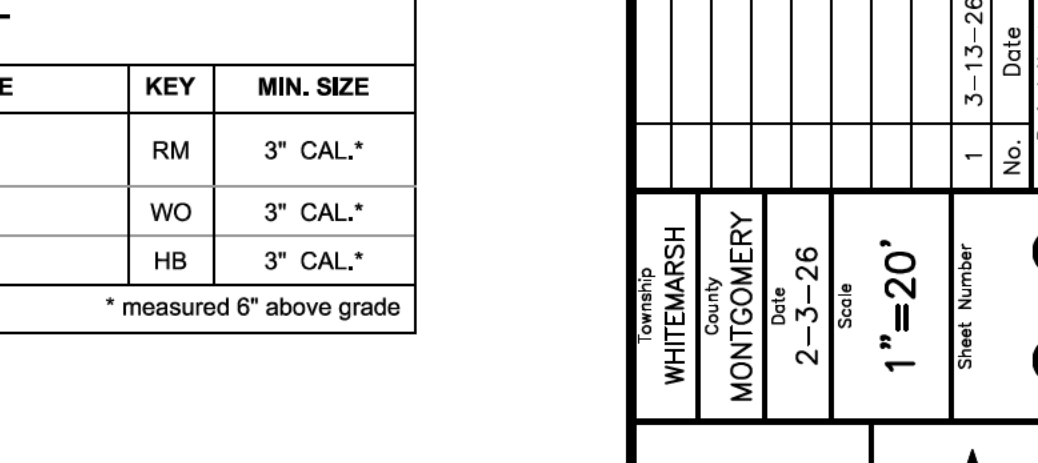 E KEY MIN. SIZE
RM 3" CAL.*
WO 3" CAL.*
HB 3" CAL.*
* measured 6" above grade
1 3-13-26
No. Date
Township
WHITEMARSH
County
MONTGOMERY
Date
2-3-26
Scale
1"=20'
Sheet Number